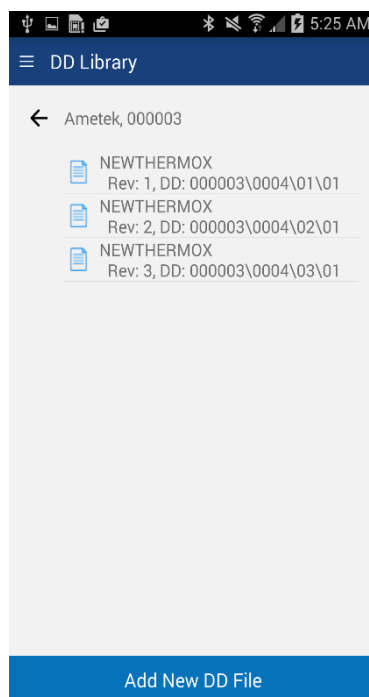 5:25 AM
DD Library
Ametek, 000003
NEWTHERMOX
Rev: 1, DD: 000003\0004\01\01
NEWTHERMOX
Rev: 2, DD: 000003\0004\02\01
NEWTHERMOX
Rev: 3, DD: 000003\0004\03\01
Add New DD File